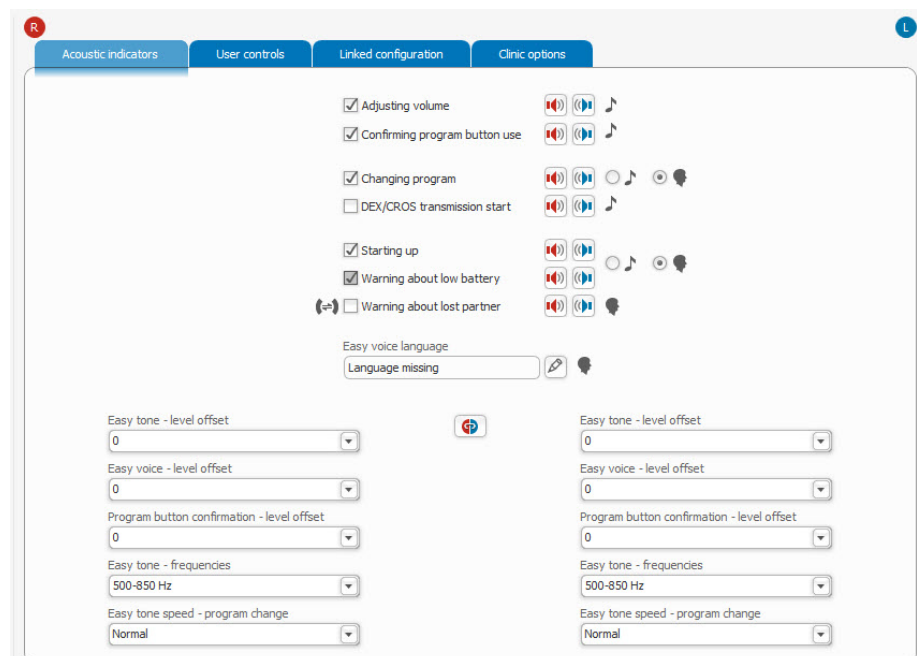 R
L
Acoustic indicators
User controls
Linked configuration
Clinic options
Adjusting volume
Confirming program button use
Changing program
DEX/CROS transmission start
Starting up
Warning about low battery
Warning about lost partner
Easy voice language
Language missing
Easy tone - level offset
0
Easy voice - level offset
0
Program button confirmation - level offset
0
Easy tone - frequencies
500-850 Hz
Easy tone speed - program change
Normal
Easy tone - level offset
0
Easy voice - level offset
0
Program button confirmation - level offset
0
Easy tone - frequencies
500-850 Hz
Easy tone speed - program change
Normal